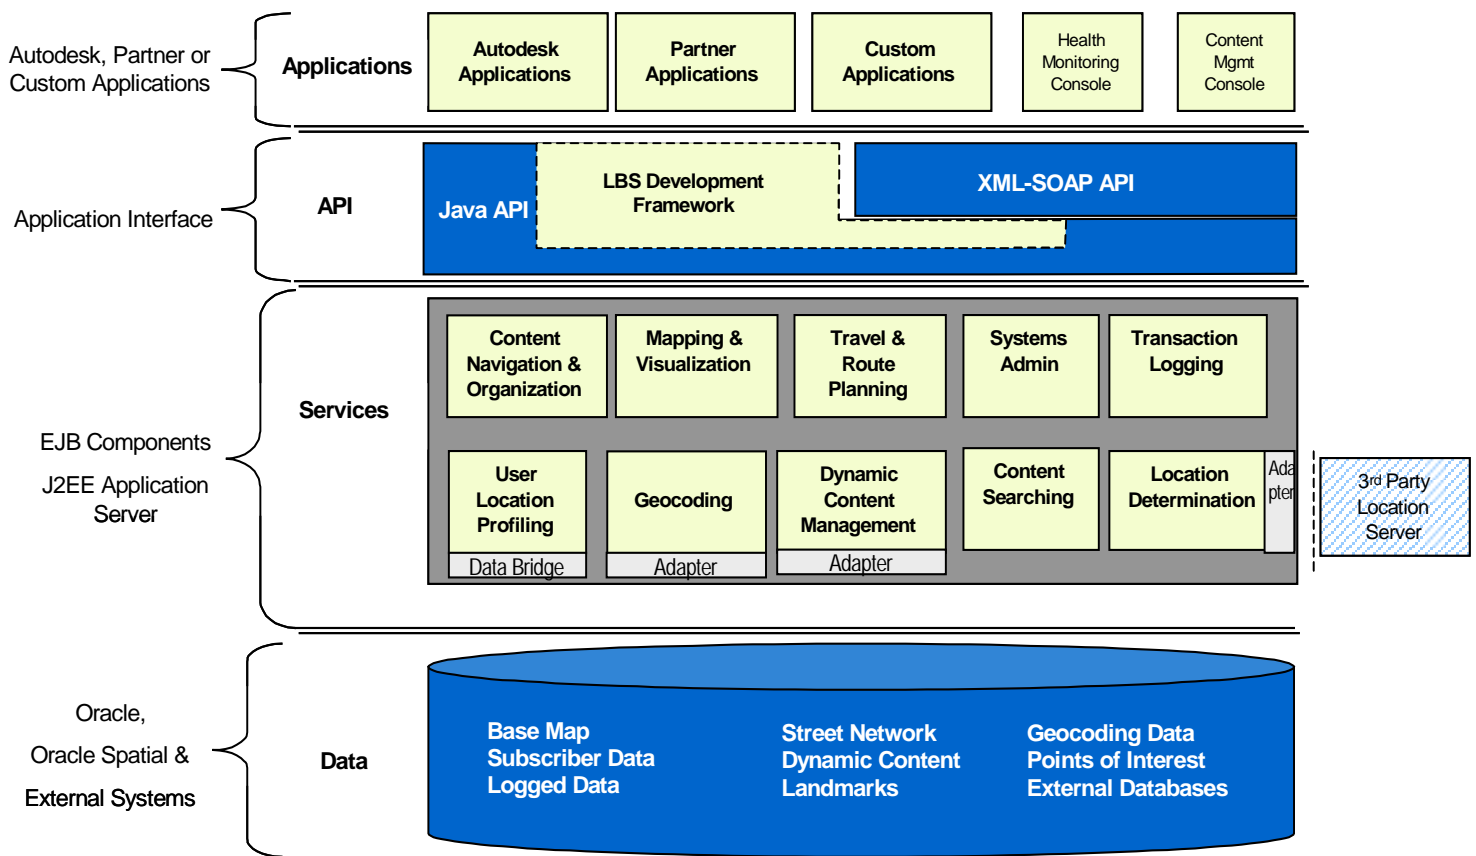 Autodesk, Partner or
Custom Applications
Applications
Autodesk
Applications
Partner
Applications
Custom
Applications
Health
Monitoring
Console
Content
Mgmt
Console
Application Interface
API
Java API
LBS Development
Framework
XML-SOAP API
EJB Components
J2EE Application
Server
Services
Content
Navigation &
Organization
Mapping &
Visualization
Travel &
Route
Planning
Systems
Admin
Transaction
Logging
User
Location
Profiling
Data Bridge
Geocoding
Adapter
Dynamic
Content
Management
Adapter
Content
Searching
Location
Determination
Ada
pter
3rd Party
Location
Server
Oracle,
Oracle Spatial &
External Systems
Data
Base Map
Subscriber Data
Logged Data
Street Network
Dynamic Content
Landmarks
Geocoding Data
Points of Interest
External Databases